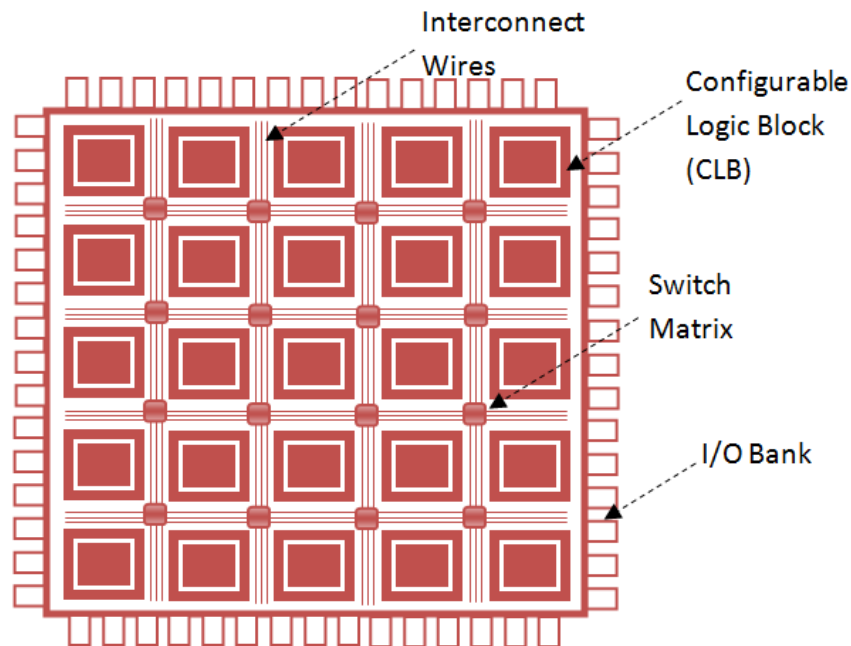 Interconnect
Wires
Configurable
Logic Block
(CLB)
Switch
Matrix
I/O Bank